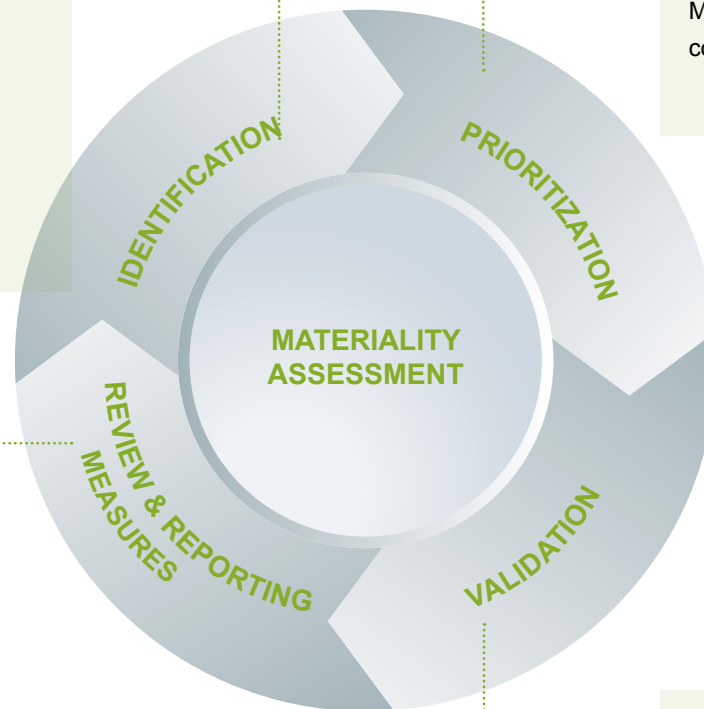 IDENTIFICATION
PRIORITIZATION
MATERIALITY
ASSESSMENT
REVIEW & REPORTING
MEASURES
VALIDATION